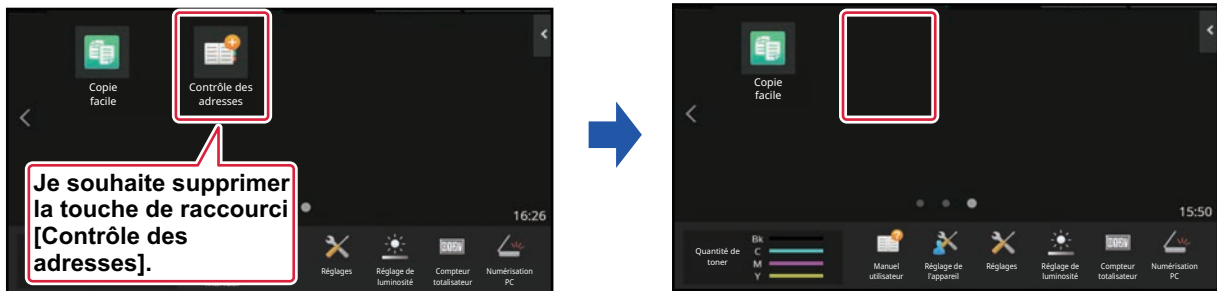 Copie
facile
Contrôle des
adresses
Je souhaite supprimer
la touche de raccourci
[Contrôle des
adresses].
16:26
Réglages
Réglage de
luminosité
Compteur
totalisateur
Numérisation
PC
Copie
facile
15:50
Quantité de
toner
Bk
C
M
Y
Manuel
utilisateur
Réglage de
l'appareil
Réglages
Réglage de
luminosité
Compteur
totalisateur
Numérisation
PC